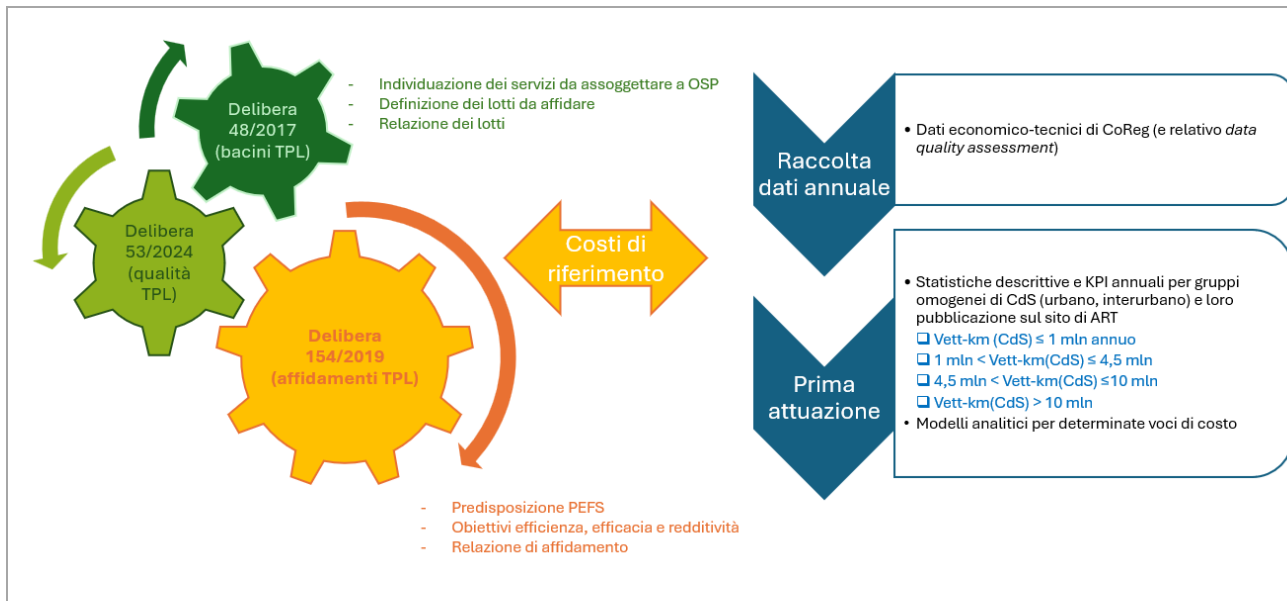 Delibera
48/2017
(bacini TPL)
- Individuazione dei servizi da assoggettare a OSP
- Definizione dei lotti da affidare
- Relazione dei lotti
Delibera
53/2024
(qualità
TPL)
Delibera
154/2019
(affidamenti TPL)
- Predisposizione PEFS
- Obiettivi efficienza, efficacia e redditività
- Relazione di affidamento
Costi di
riferimento
Raccolta
dati annuale
• Dati economico-tecnici di CoReg (e relativo data
quality assessment)
Prima
attuazione
• Statistiche descrittive e KPI annuali per gruppi
omogenei di CdS (urbano, interurbano) e loro
pubblicazione sul sito di ART
❑ Vett-km (CdS) ≤ 1 mln annuo
❑ 1 mln < Vett-km(CdS) ≤ 4,5 mln
❑ 4,5 mln < Vett-km(CdS) ≤10 mln
❑ Vett-km(CdS) > 10 mln
• Modelli analitici per determinate voci di costo